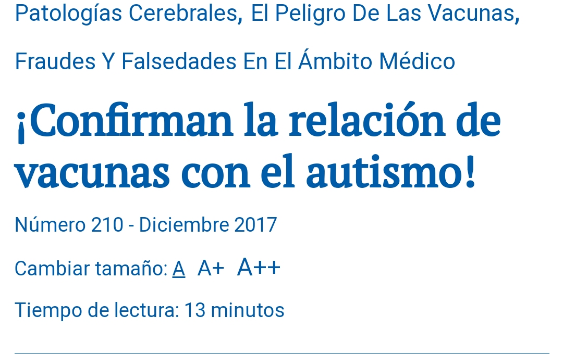 Patologías Cerebrales, El Peligro De Las Vacunas,
Fraudes Y Falsedades En El Ámbito Médico
¡Confirman la relación de
vacunas con el autismo!
Número 210 - Diciembre 2017
Cambiar tamaño: A A+ A++
Tiempo de lectura: 13 minutos